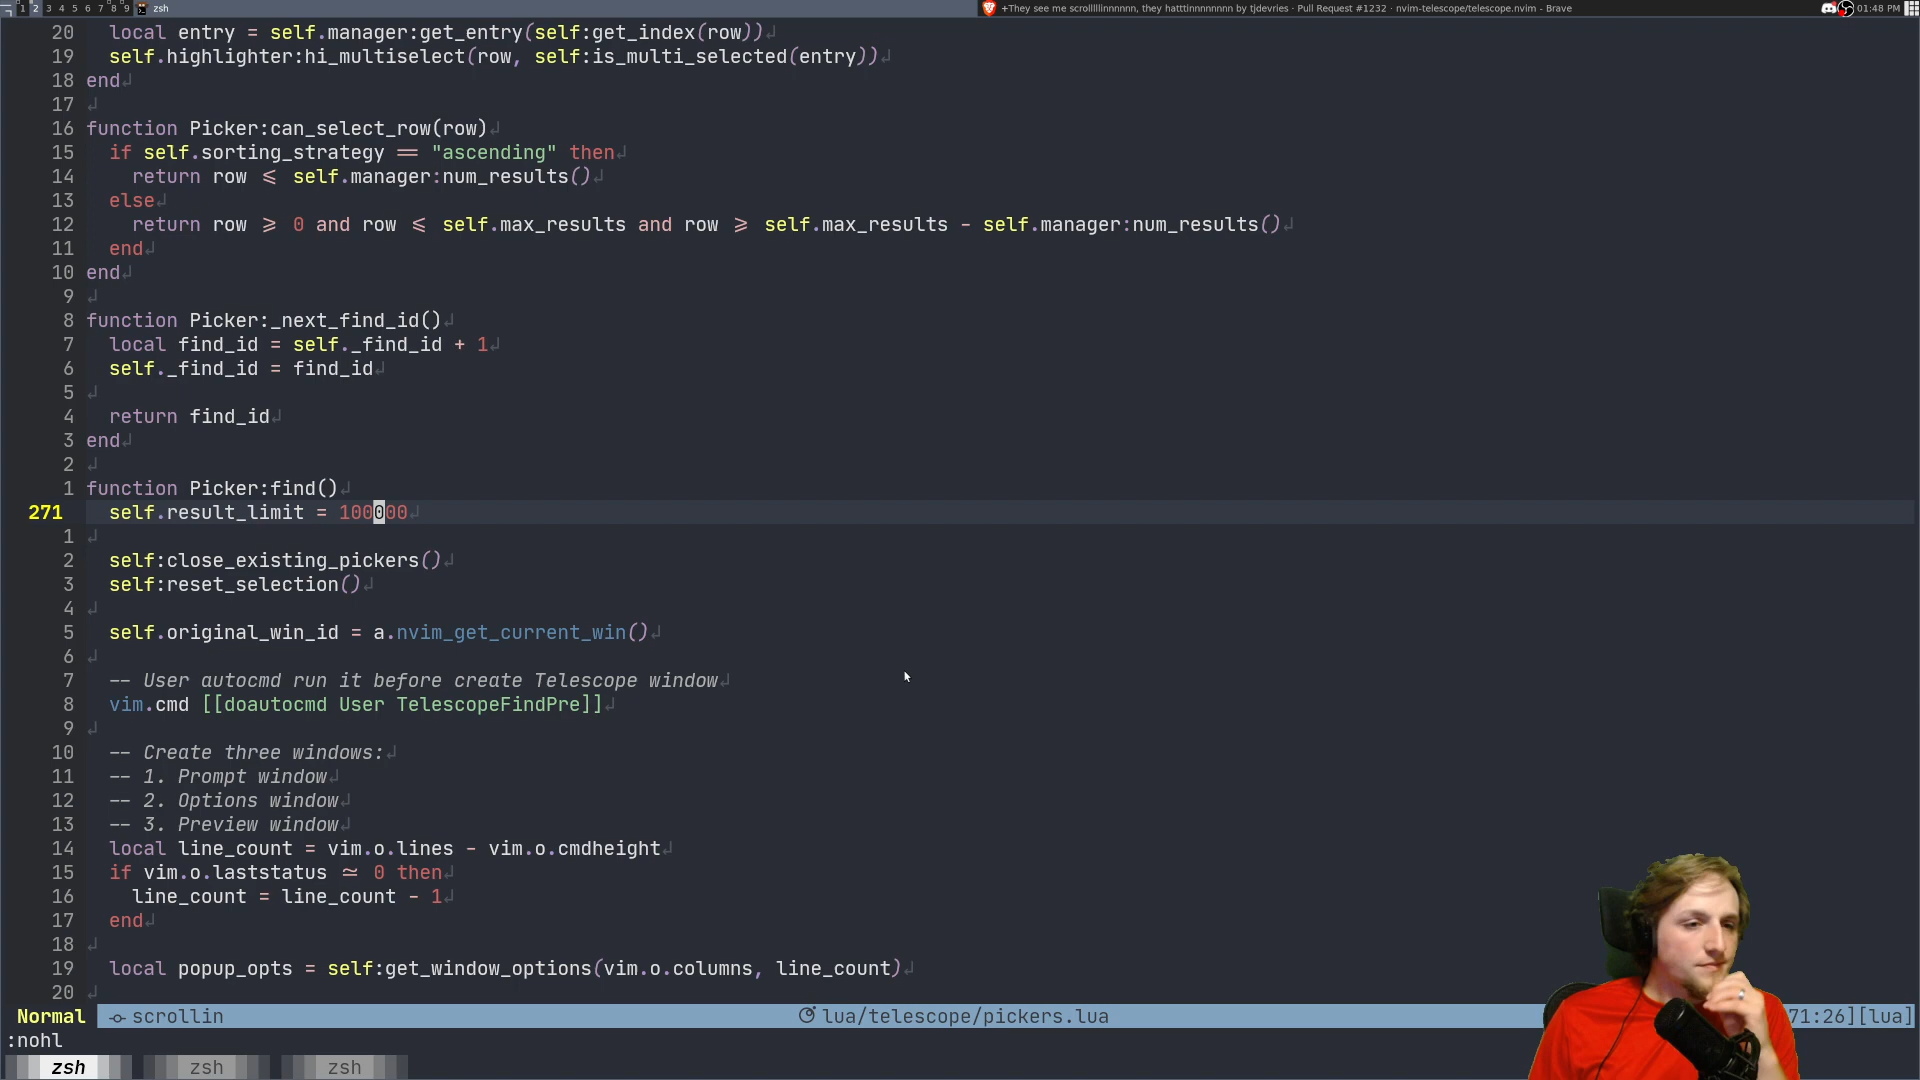 1 2 3 4 5 6 7 8 9 zsh +They see me scrolllllinnnnnn, they hatttinnnnnnnn by tjdevries · Pull Request #1232 · nvim-telescope/telescope.nvim - Brave 01:48 PM
20 local entry = self.manager:get_entry(self:get_index(row))
19 self.highlighter:hi_multiselect(row, self:is_multi_selected(entry))
18 end
17
16 function Picker:can_select_row(row)
15 if self.sorting_strategy == "ascending" then
14 return row <= self.manager:num_results()
13 else
12 return row >= 0 and row <= self.max_results and row >= self.max_results - self.manager:num_results()
11 end
10 end
9
8 function Picker:_next_find_id()
7 local find_id = self._find_id + 1
6 self._find_id = find_id
5
4 return find_id
3 end
2
1 function Picker:find()
271 self.result_limit = 100000
1
2 self:close_existing_pickers()
3 self:reset_selection()
4
5 self.original_win_id = a.nvim_get_current_win()
6
7 -- User autocmd run it before create Telescope window
8 vim.cmd [[doautocmd User TelescopeFindPre]]
9
10 -- Create three windows:
11 -- 1. Prompt window
12 -- 2. Options window
13 -- 3. Preview window
14 local line_count = vim.o.lines - vim.o.cmdheight
15 if vim.o.laststatus ~= 0 then
16 line_count = line_count - 1
17 end
18
19 local popup_opts = self:get_window_options(vim.o.columns, line_count)
20
Normal scrollin lua/telescope/pickers.lua 71:26][lua]
:nohl
zsh zsh zsh